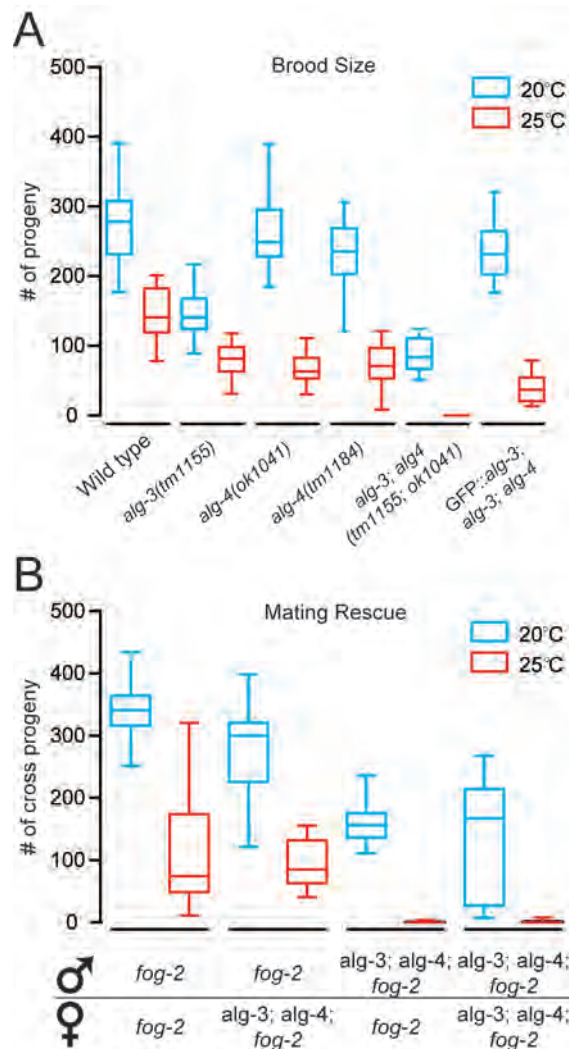 A
Brood Size
20°C
25°C
# of progeny
500
400
300
200
100
0
Wild type
alg-3(tm1155)
alg-4(ok1041)
alg-4(tm1184)
alg-3; alg4
(tm1155; ok1041)
GFP::alg-3;
alg-3; alg-4
B
Mating Rescue
20°C
25°C
# of cross progeny
500
400
300
200
100
0
♂ fog-2 fog-2 alg-3; alg-4; fog-2 alg-3; alg-4; fog-2
♀ fog-2 alg-3; alg-4; fog-2 fog-2 alg-3; alg-4; fog-2